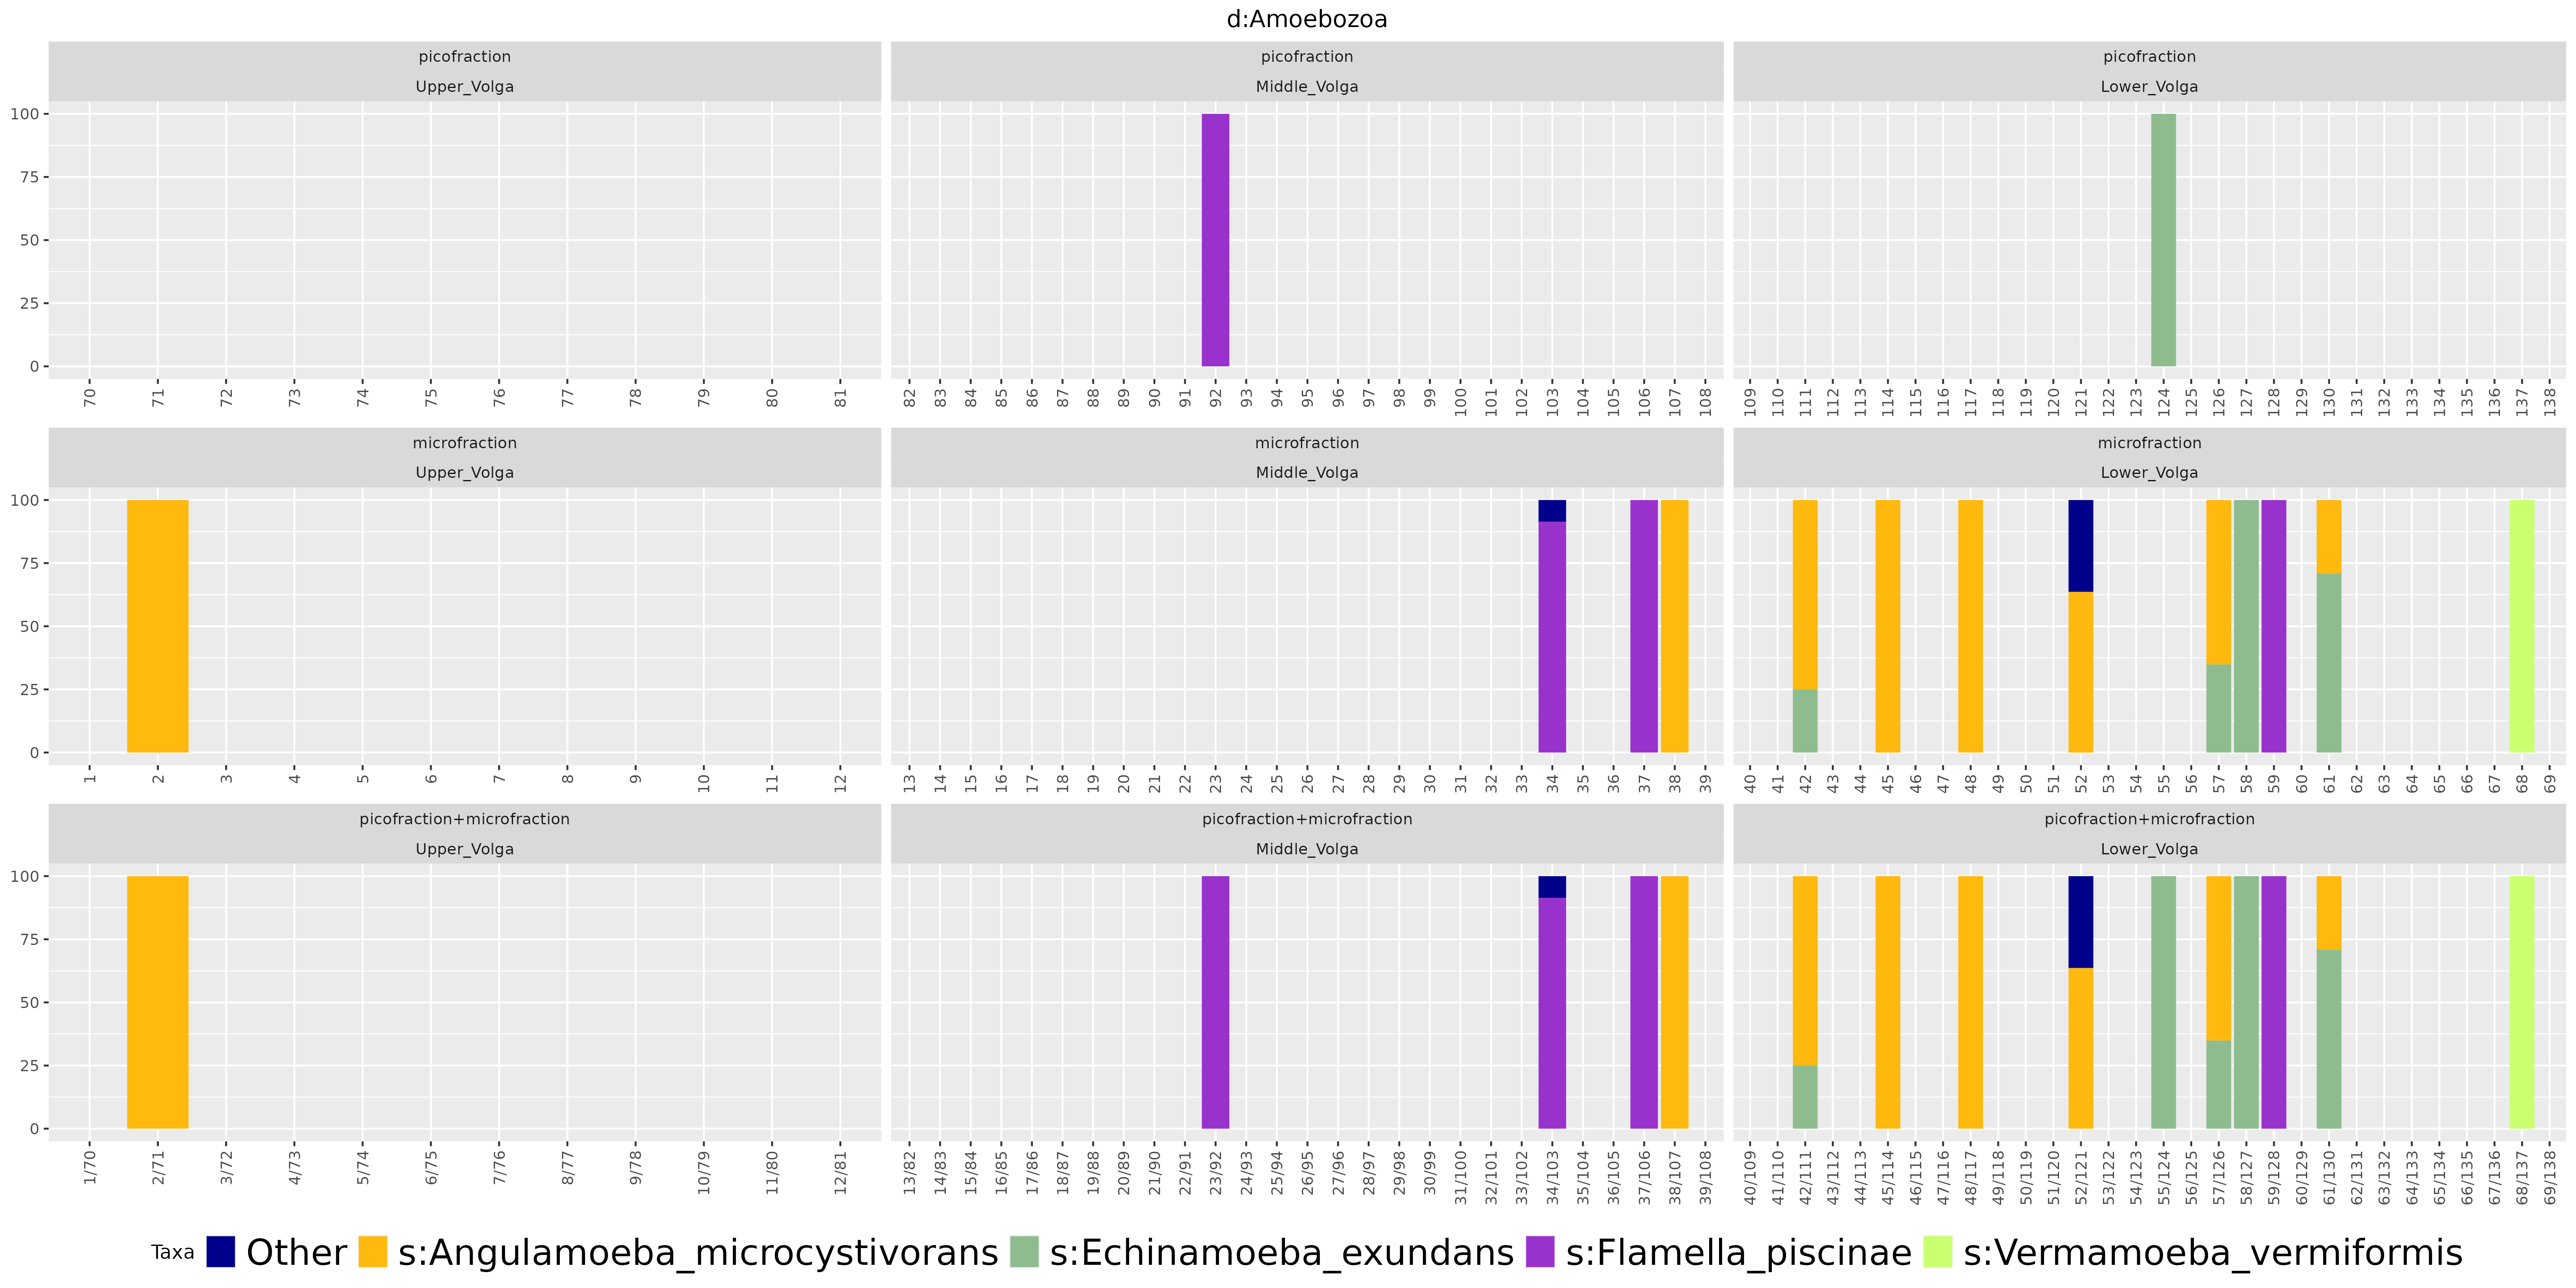 d:Amoebozoa
picofraction picofraction picofraction
Upper_Volga Middle_Volga Lower_Volga
100
75
50
25
0
70 71 72 73 74 75 76 77 78 79 80 81 82 83 84 85 86 87 88 89 90 91 92 93 94 95 96 97 98 99 100 101 102 103 104 105 106 107 108 109 110 111 112 113 114 115 116 117 118 119 120 121 122 123 124 125 126 127 128 129 130 131 132 133 134 135 136 137 138
microfraction microfraction microfraction
Upper_Volga Middle_Volga Lower_Volga
100
75
50
25
0
1 2 3 4 5 6 7 8 9 10 11 12 13 14 15 16 17 18 19 20 21 22 23 24 25 26 27 28 29 30 31 32 33 34 35 36 37 38 39 40 41 42 43 44 45 46 47 48 49 50 51 52 53 54 55 56 57 58 59 60 61 62 63 64 65 66 67 68 69
picofraction+microfraction picofraction+microfraction picofraction+microfraction
Upper_Volga Middle_Volga Lower_Volga
100
75
50
25
0
1/70 2/71 3/72 4/73 5/74 6/75 7/76 8/77 9/78 10/79 11/80 12/81 13/82 14/83 15/84 16/85 17/86 18/87 19/88 20/89 21/90 22/91 23/92 24/93 25/94 26/95 27/96 28/97 29/98 30/99 31/100 32/101 33/102 34/103 35/104 36/105 37/106 38/107 39/108 40/109 41/110 42/111 43/112 44/113 45/114 46/115 47/116 48/117 49/118 50/119 51/120 52/121 53/122 54/123 55/124 56/125 57/126 58/127 59/128 60/129 61/130 62/131 63/132 64/133 65/134 66/135 67/136 68/137 69/138
Taxa Other s:Angulamoeba_microcystivorans s:Echinamoeba_exundans s:Flamella_piscinae s:Vermamoeba_vermiformis